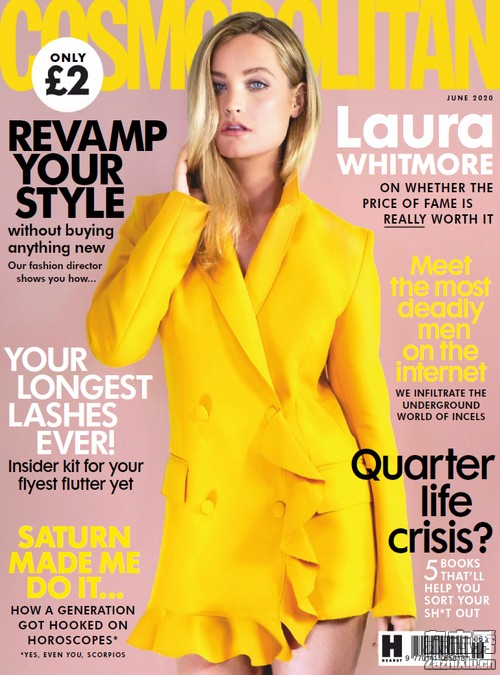 COSMOPOLITAN
ONLY
£2
JUNE 2020
REVAMP
YOUR
STYLE
without buying
anything new
Our fashion director
shows you how...
Laura
WHITMORE
ON WHETHER THE
PRICE OF FAME IS
REALLY WORTH IT
Meet
the most
deadly
men
on the
internet
WE INFILTRATE THE
UNDERGROUND
WORLD OF INCELS
YOUR
LONGEST
LASHES
EVER!
Insider kit for your
flyest flutter yet
Quarter
life
crisis?
5 BOOKS
THAT'LL
HELP YOU
SORT YOUR
SH*T OUT
SATURN
MADE ME
DO IT...
HOW A GENERATION
GOT HOOKED ON
HOROSCOPES*
*YES, EVEN YOU, SCORPIOS
H
HEARST